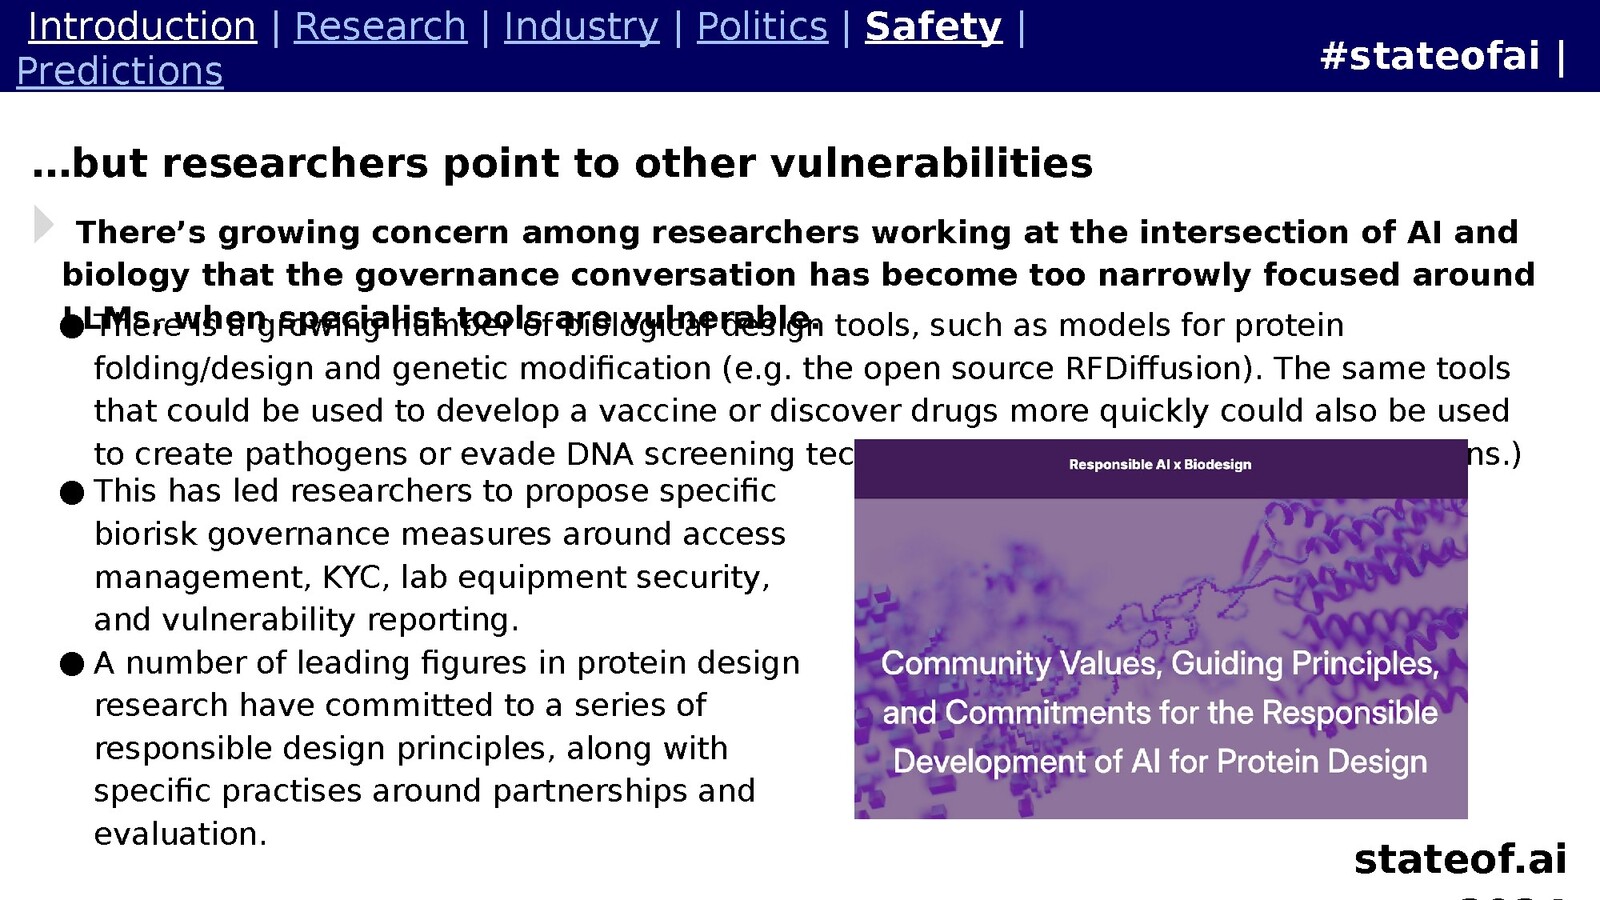 Introduction | Research | Industry | Politics | Safety |
Predictions
#stateofai |
…but researchers point to other vulnerabilities
There’s growing concern among researchers working at the intersection of AI and
biology that the governance conversation has become too narrowly focused around
LLMs, when specialist tools are vulnerable.
● There is a growing number of biological design tools, such as models for protein
folding/design and genetic modification (e.g. the open source RFDiffusion). The same tools
that could be used to develop a vaccine or discover drugs more quickly could also be used
to create pathogens or evade DNA screening
● This has led researchers to propose specific
biorisk governance measures around access
management, KYC, lab equipment security,
and vulnerability reporting.
● A number of leading figures in protein design
research have committed to a series of
responsible design principles, along with
specific practises around partnerships and
evaluation.
Responsible AI x Biodesign
Community Values, Guiding Principles,
and Commitments for the Responsible
Development of AI for Protein Design
stateof.ai